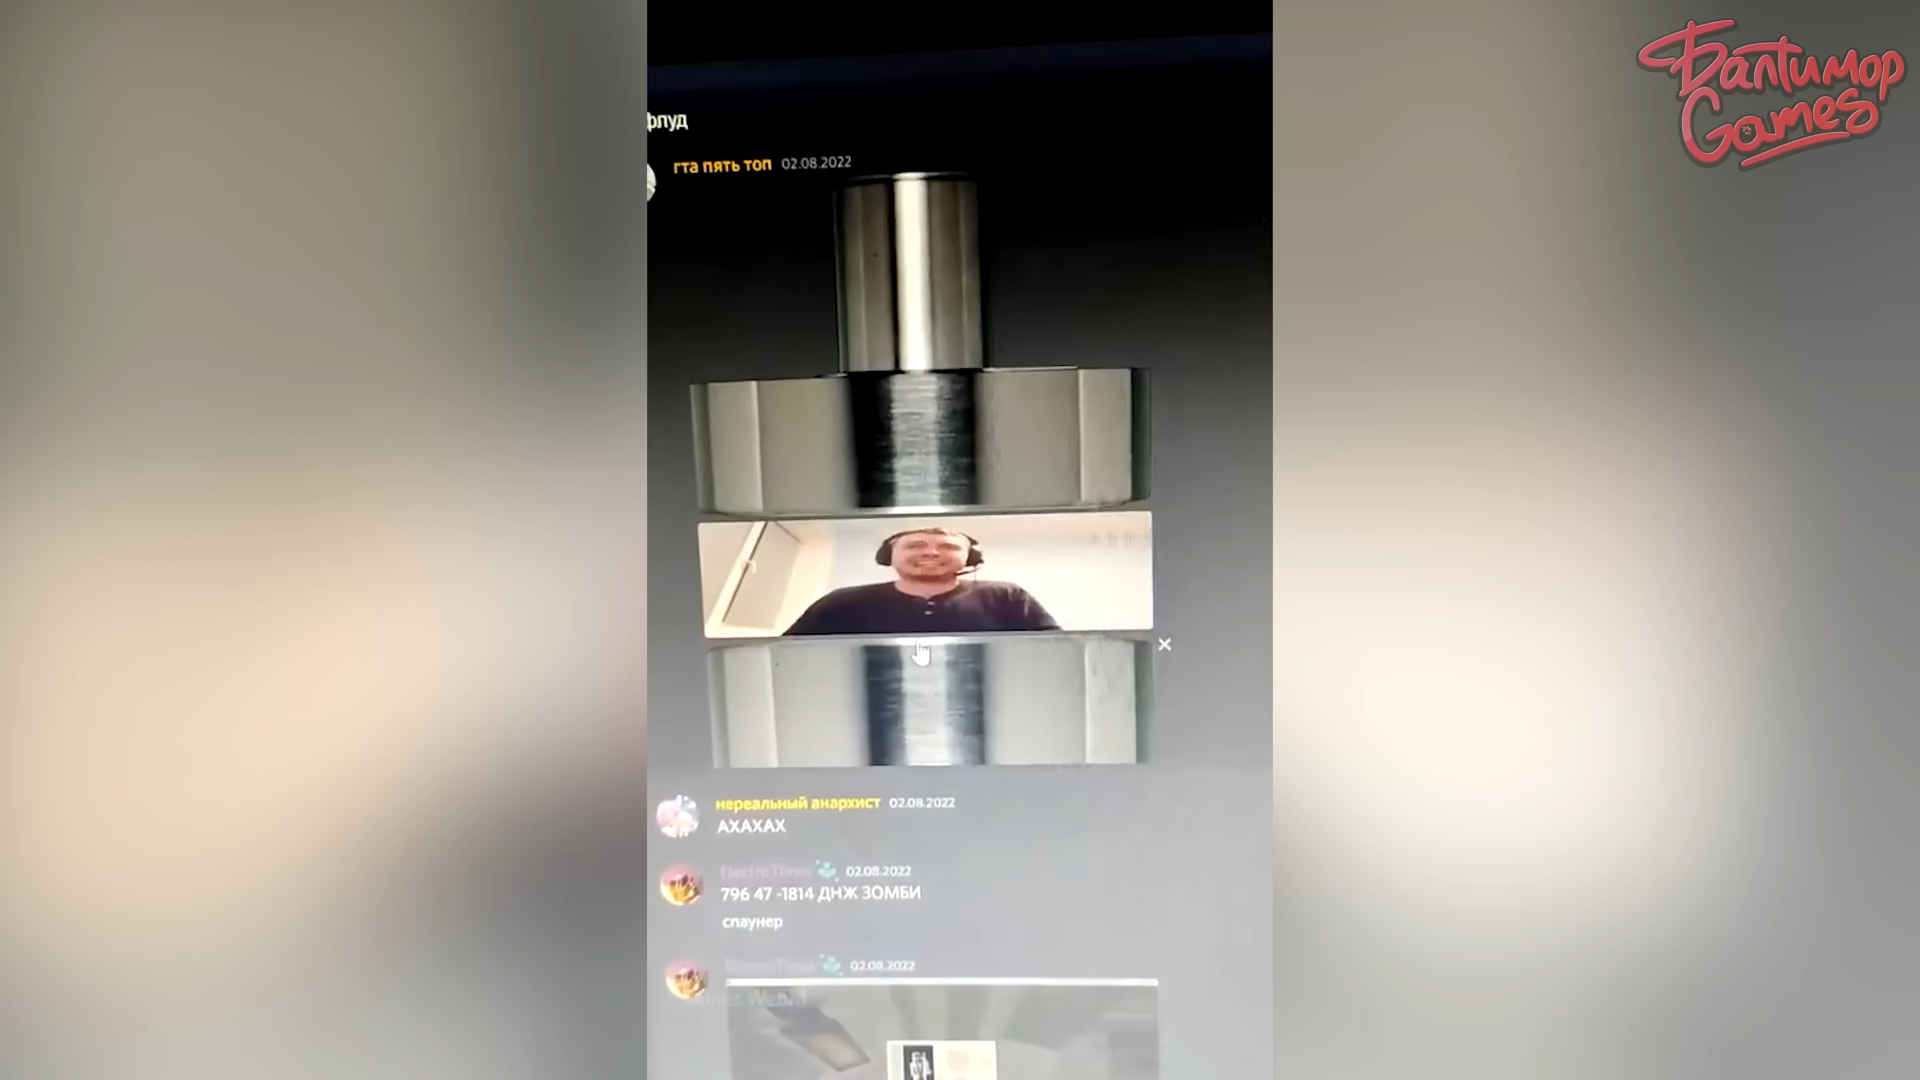 Балтимор
Games
флуд
гта пять топ 02.08.2022
нереальный анархист 02.08.2022
АХАХАХ
02.08.2022
796 47 -1814 ДНЖ ЗОМБИ
спаунер
02.08.2022